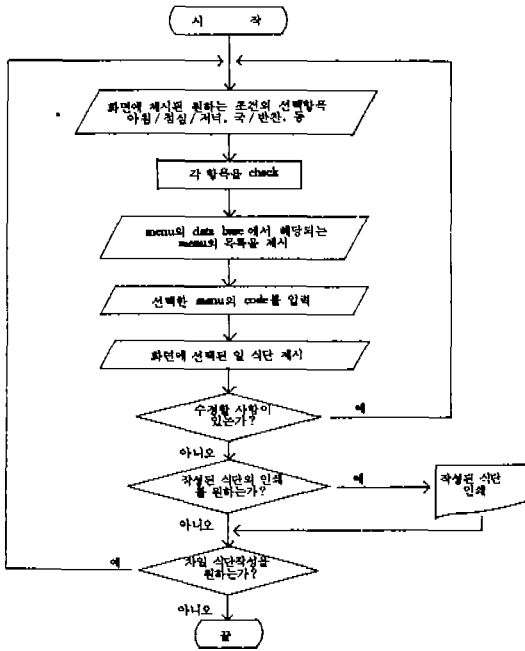 시 작
화면에 제시된 원하는 조건의 선택항목
아침/점심/저녁, 국/반찬, 등
각 항목을 check
menu의 data base에서 해당되는
menu의 목록을 제시
선택한 menu의 code를 입력
화면에 선택된 일 식단 제시
수정할 사항이
있는가?
예
아니오
작성된 식단의 인쇄
를 원하는가?
예
작성된 식단
인쇄
아니오
차일 식단작성을
원하는가?
예
아니오
끝